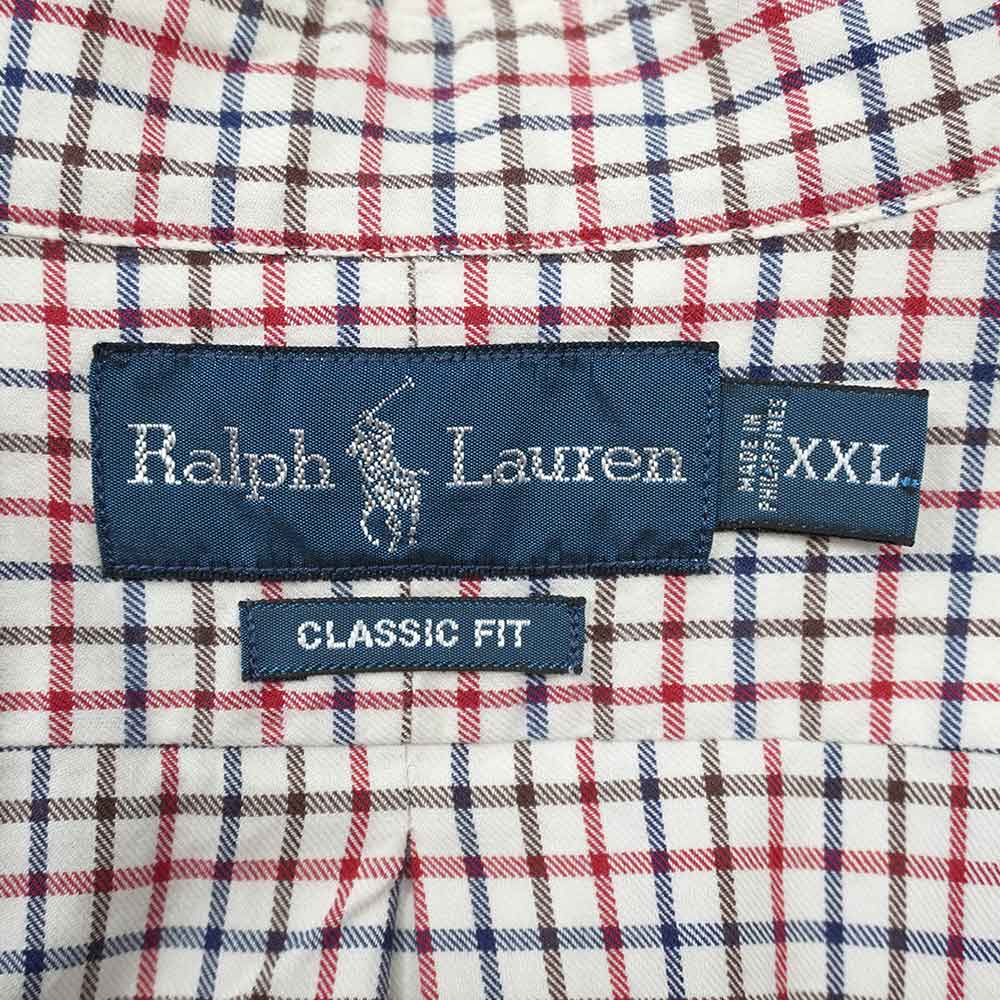 Ralph Lauren
MADE IN
PHILIPPINES
XXL
CLASSIC FIT